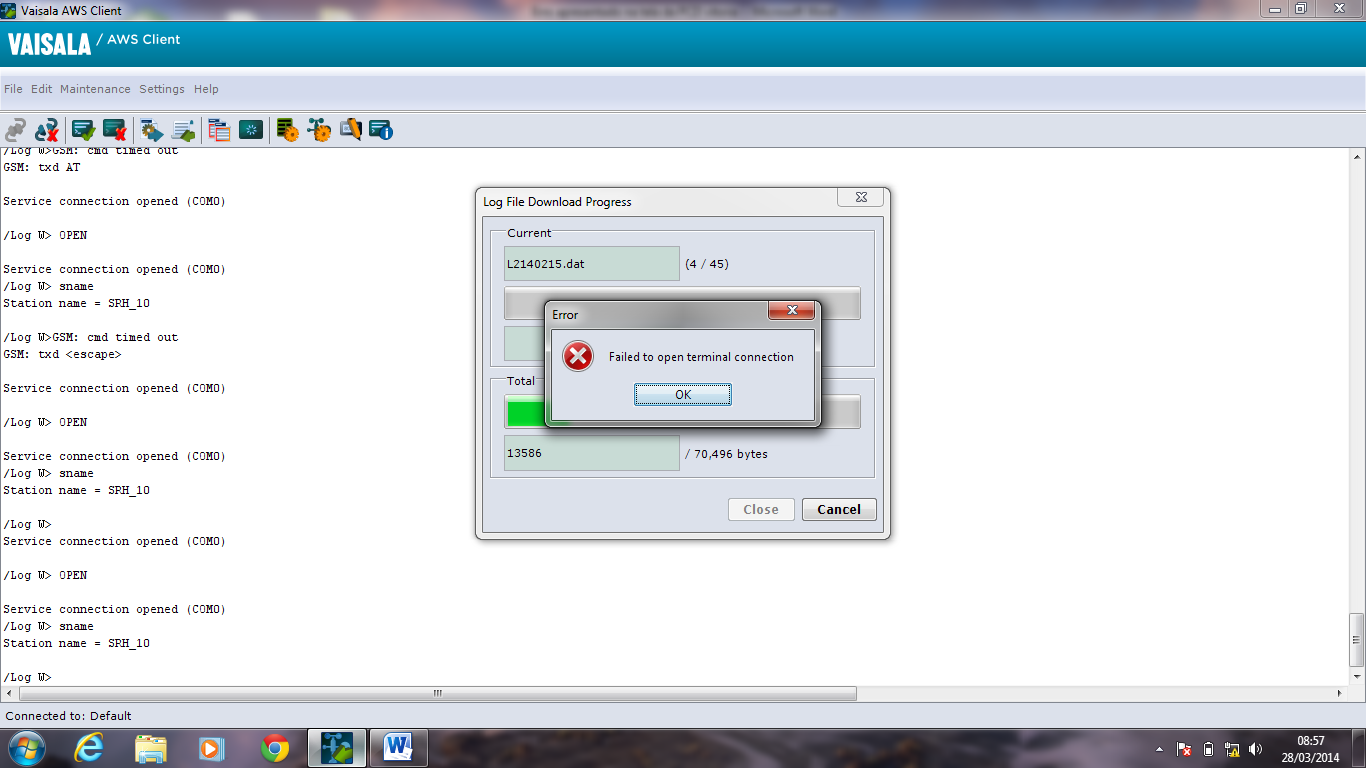 Vaisala AWS Client
VAISALA / AWS Client
File Edit Maintenance Settings Help
/Log W>GSM: cmd timed out
GSM: txd AT
Service connection opened (COM0)
/Log W> OPEN
Service connection opened (COM0)
/Log W> sname
Station name = SRH_10
/Log W>GSM: cmd timed out
GSM: txd <escape>
Service connection opened (COM0)
/Log W> OPEN
Service connection opened (COM0)
/Log W> sname
Station name = SRH_10
/Log W>
Service connection opened (COM0)
/Log W> OPEN
Service connection opened (COM0)
/Log W> sname
Station name = SRH_10
/Log W>
Log File Download Progress
Current
L2140215.dat (4 / 45)
Error
Failed to open terminal connection
OK
Total
13586 / 70,496 bytes
Close Cancel
Connected to: Default
08:57
28/03/2014